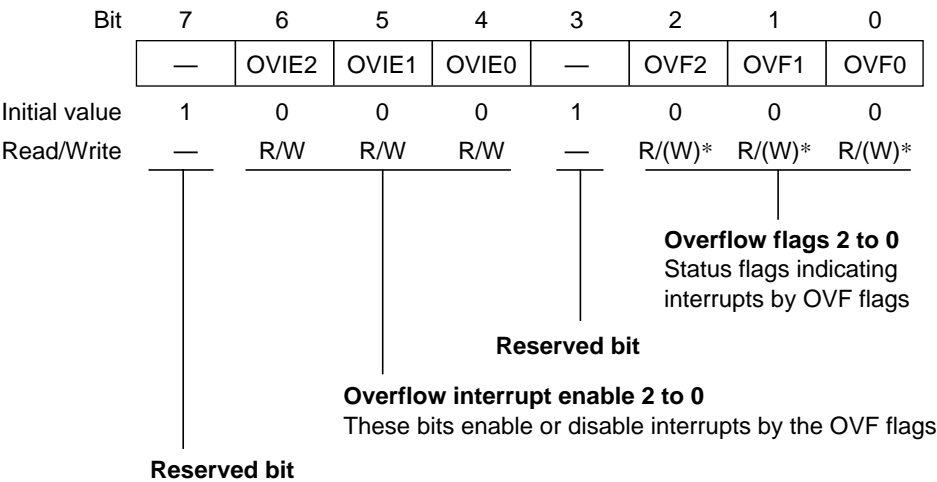 Bit 7 6 5 4 3 2 1 0
— OVIE2 OVIE1 OVIE0 — OVF2 OVF1 OVF0
Initial value 1 0 0 0 1 0 0 0
Read/Write — R/W R/W R/W — R/(W)* R/(W)* R/(W)*
Overflow flags 2 to 0
Status flags indicating
interrupts by OVF flags
Reserved bit
Overflow interrupt enable 2 to 0
These bits enable or disable interrupts by the OVF flags
Reserved bit